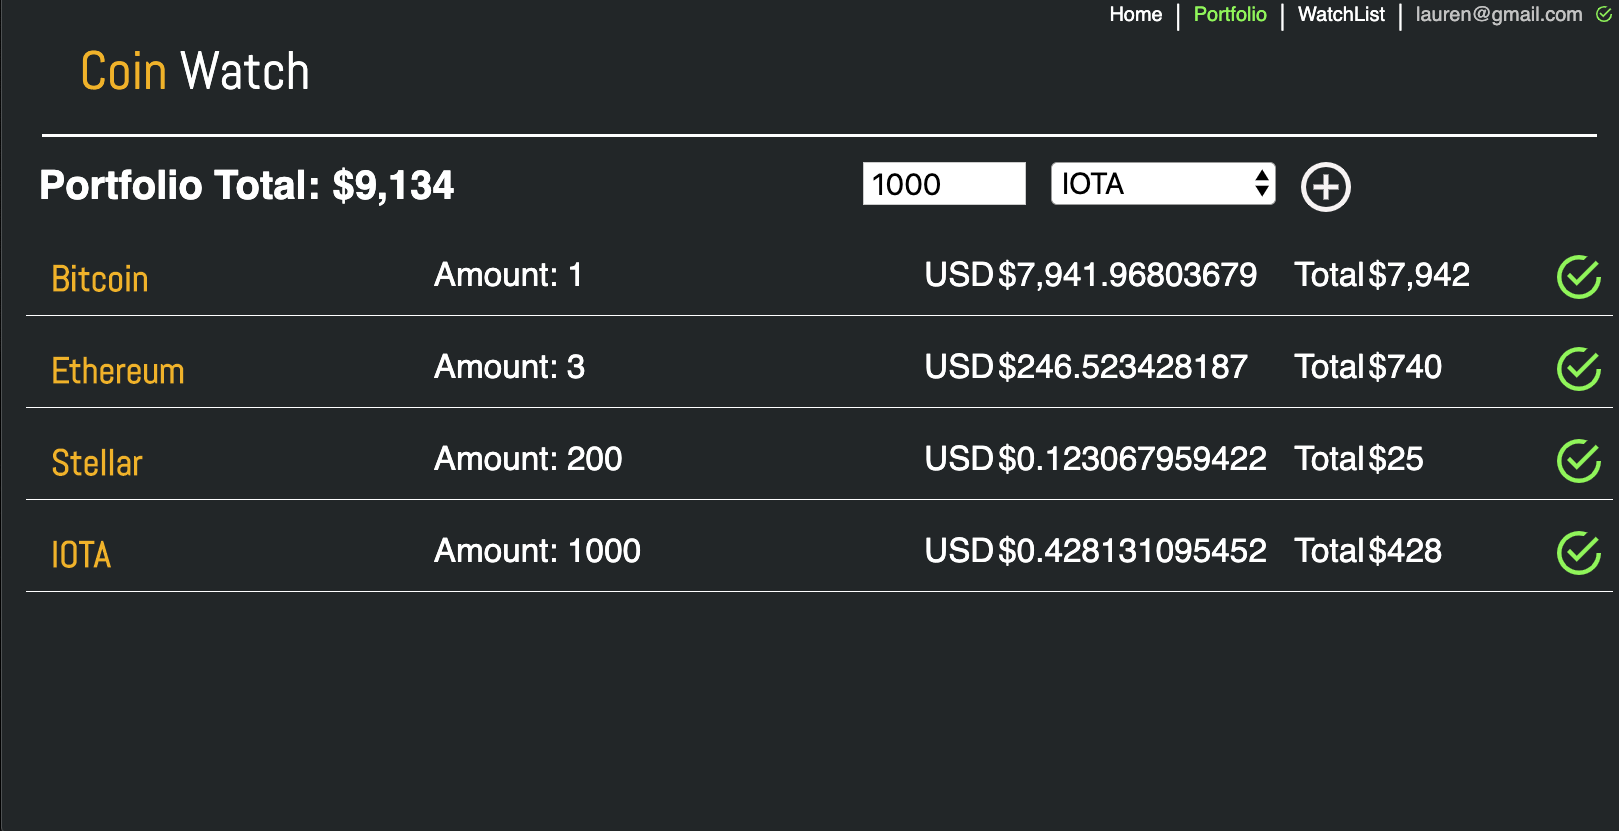 Home | Portfolio | WatchList | lauren@gmail.com
Coin Watch
Portfolio Total: $9,134 1000 IOTA
Bitcoin Amount: 1 USD $7,941.96803679 Total $7,942
Ethereum Amount: 3 USD $246.523428187 Total $740
Stellar Amount: 200 USD $0.123067959422 Total $25
IOTA Amount: 1000 USD $0.428131095452 Total $428